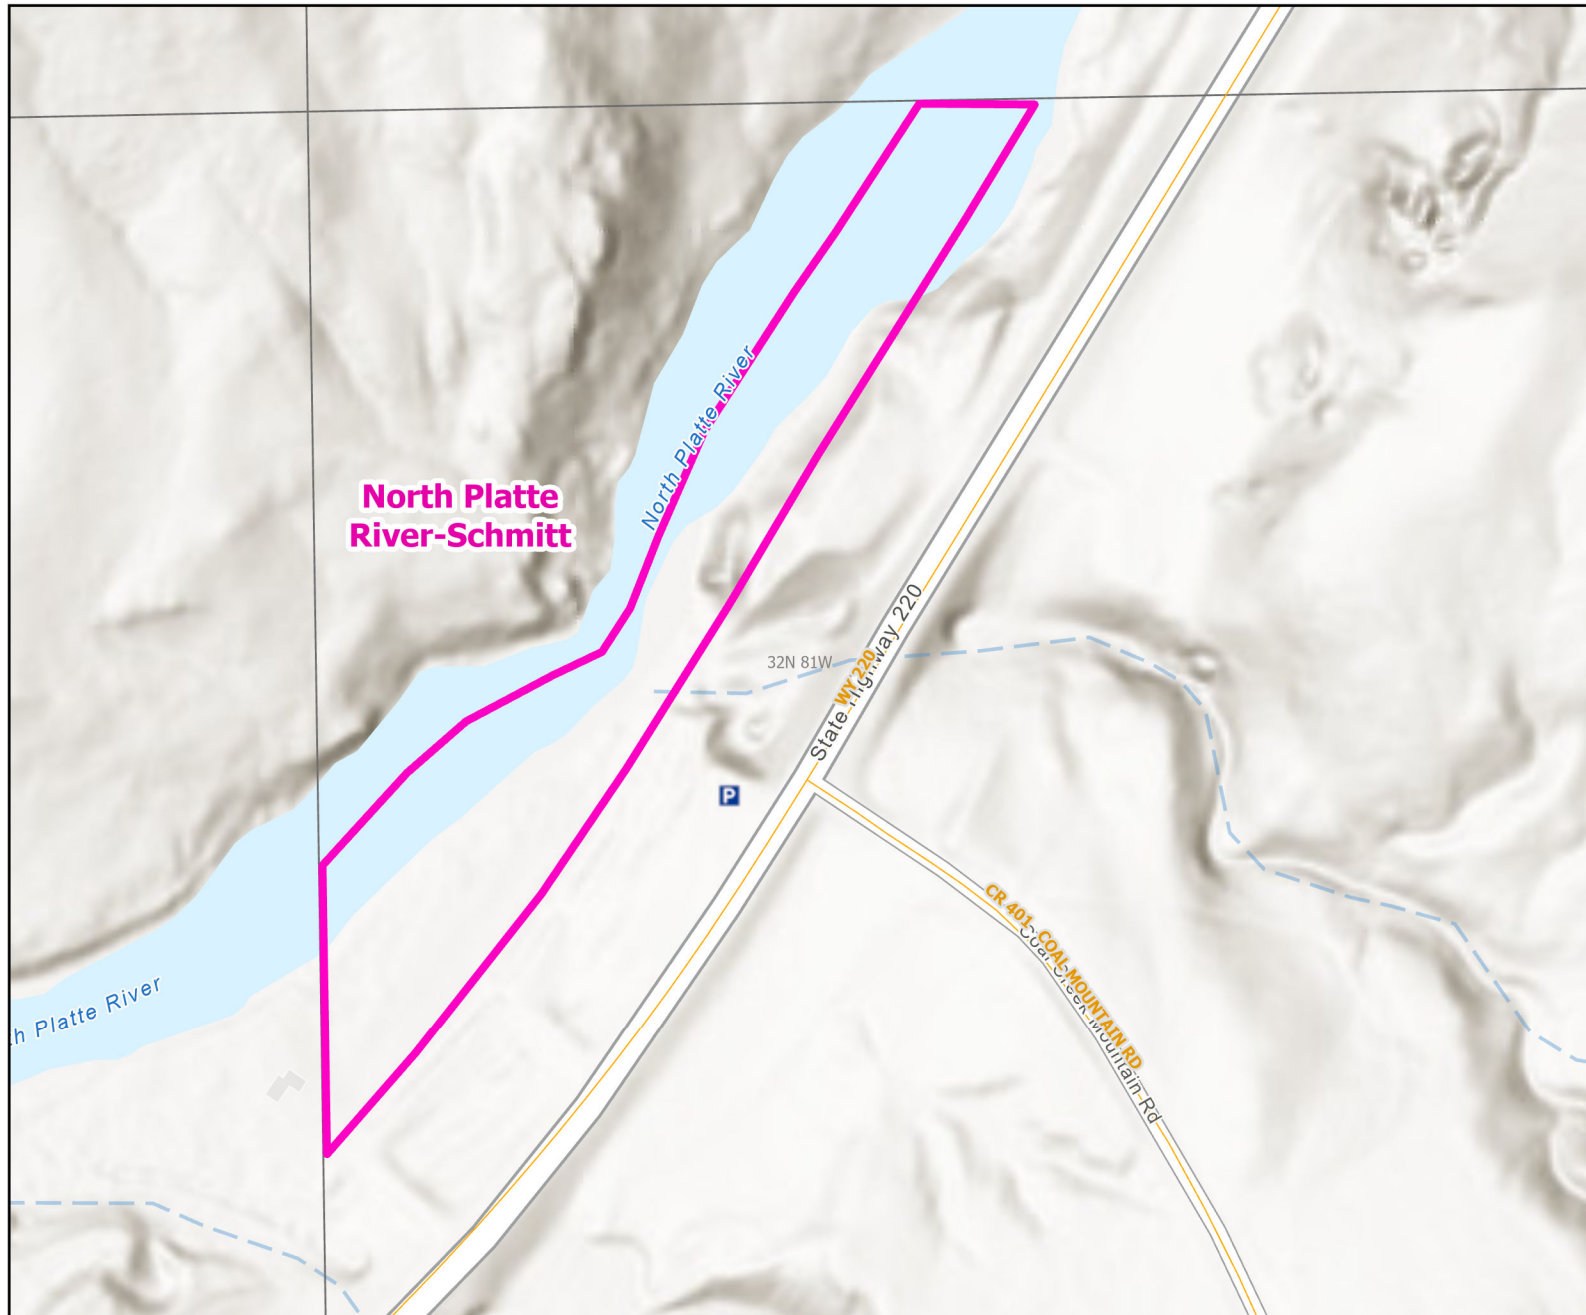 North Platte
River-Schmitt
North Platte River
32N 81W
State Highway 220
WY 220
P
CR 401, COAL MOUNTAIN RD
Coal Creek Mountain Rd
th Platte River